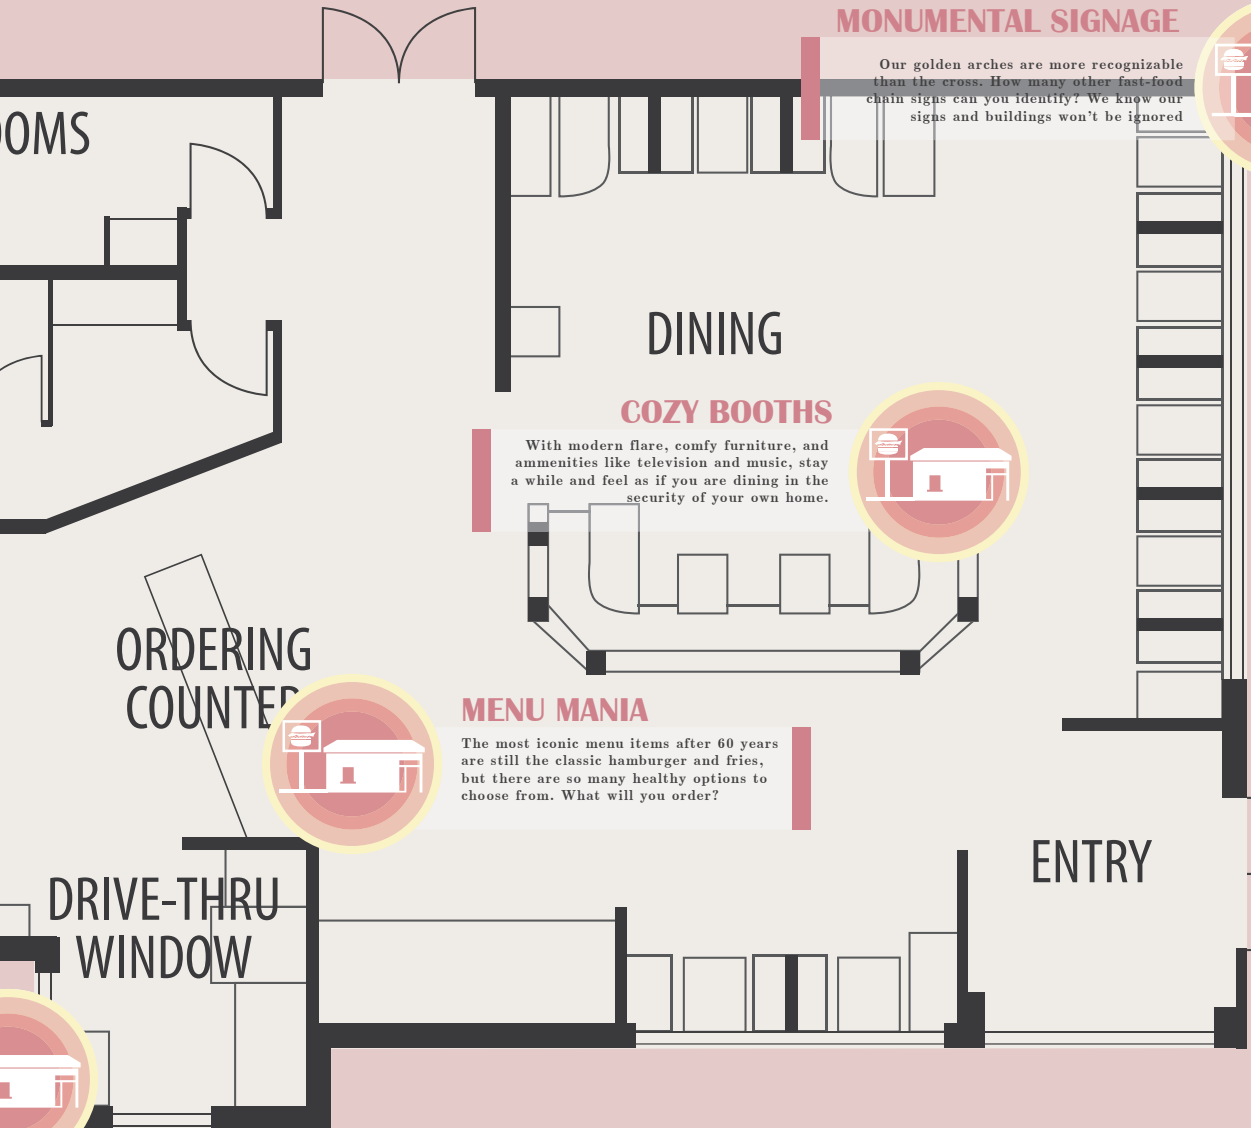 MONUMENTAL SIGNAGE
Our golden arches are more recognizable
than the cross. How many other fast-food
chain signs can you identify? We know our
signs and buildings won't be ignored
OOMS
DINING
COZY BOOTHS
With modern flare, comfy furniture, and
ammenities like television and music, stay
a while and feel as if you are dining in the
security of your own home.
ORDERING
COUNTER
MENU MANIA
The most iconic menu items after 60 years
are still the classic hamburger and fries,
but there are so many healthy options to
choose from. What will you order?
ENTRY
DRIVE-THRU
WINDOW